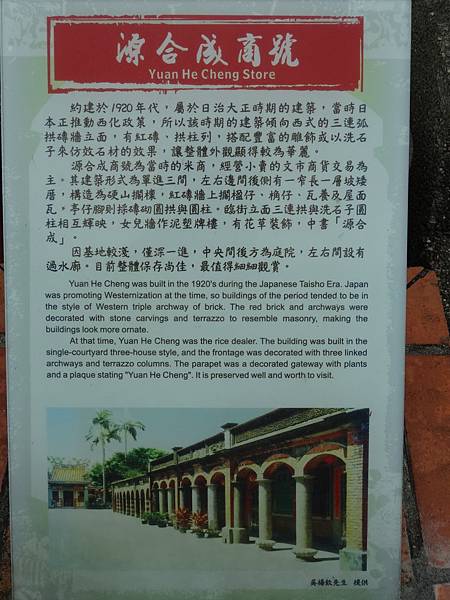 源合成商號
Yuan He Cheng Store
約建於1920年代，屬於日治大正時期的建築，當時日
本正推動西化政策，所以該時期的建築傾向西式的三連弧
拱磚牆立面，有紅磚、拱柱列，搭配豐富的雕飾或以洗石
子來仿效石材的效果，讓整體外觀顯得較為華麗。
源合成商號為當時的米商，經營小賣的文市商貨交易為
主。其建築形式為單進三間，左右邊間後側有一窄長一層坡矮
厝，構造為硬山擱檁，紅磚牆上擱楹仔、桷仔、瓦養及屋面
瓦。亭仔腳則採磚砌圓拱與圓柱。臨街立面三連拱與洗石子圓
柱相互輝映，女兒牆作泥塑牌樓，有花草裝飾，中書「源合
成」。
因基地較淺，僅深一進，中央間後方為庭院，左右間設有
過水廊。目前整體保存尚佳，最值得細細觀賞。
Yuan He Cheng was built in the 1920's during the Japanese Taisho Era. Japan
was promoting Westernization at the time, so buildings of the period tended to be in
the style of Western triple archway of brick. The red brick and archways were
decorated with stone carvings and terrazzo to resemble masonry, making the
buildings look more ornate.
At that time, Yuan He Cheng was the rice dealer. The building was built in the
single-courtyard three-house style, and the frontage was decorated with three linked
archways and terrazzo columns. The parapet was a decorated gateway with plants
and a plaque stating "Yuan He Cheng". It is preserved well and worth to visit.
吳楊欽先生 提供